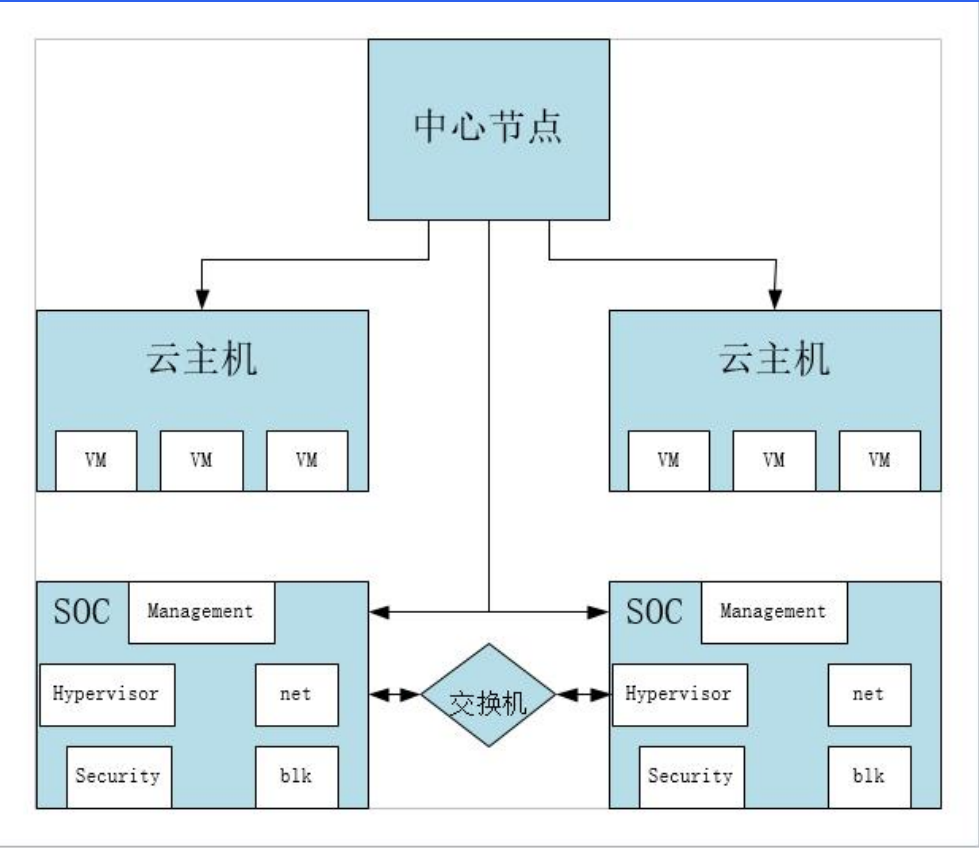 中心节点
云主机
云主机
VM VM VM
VM VM VM
SOC Management
SOC Management
Hypervisor net
交换机
Hypervisor net
Security blk
Security blk